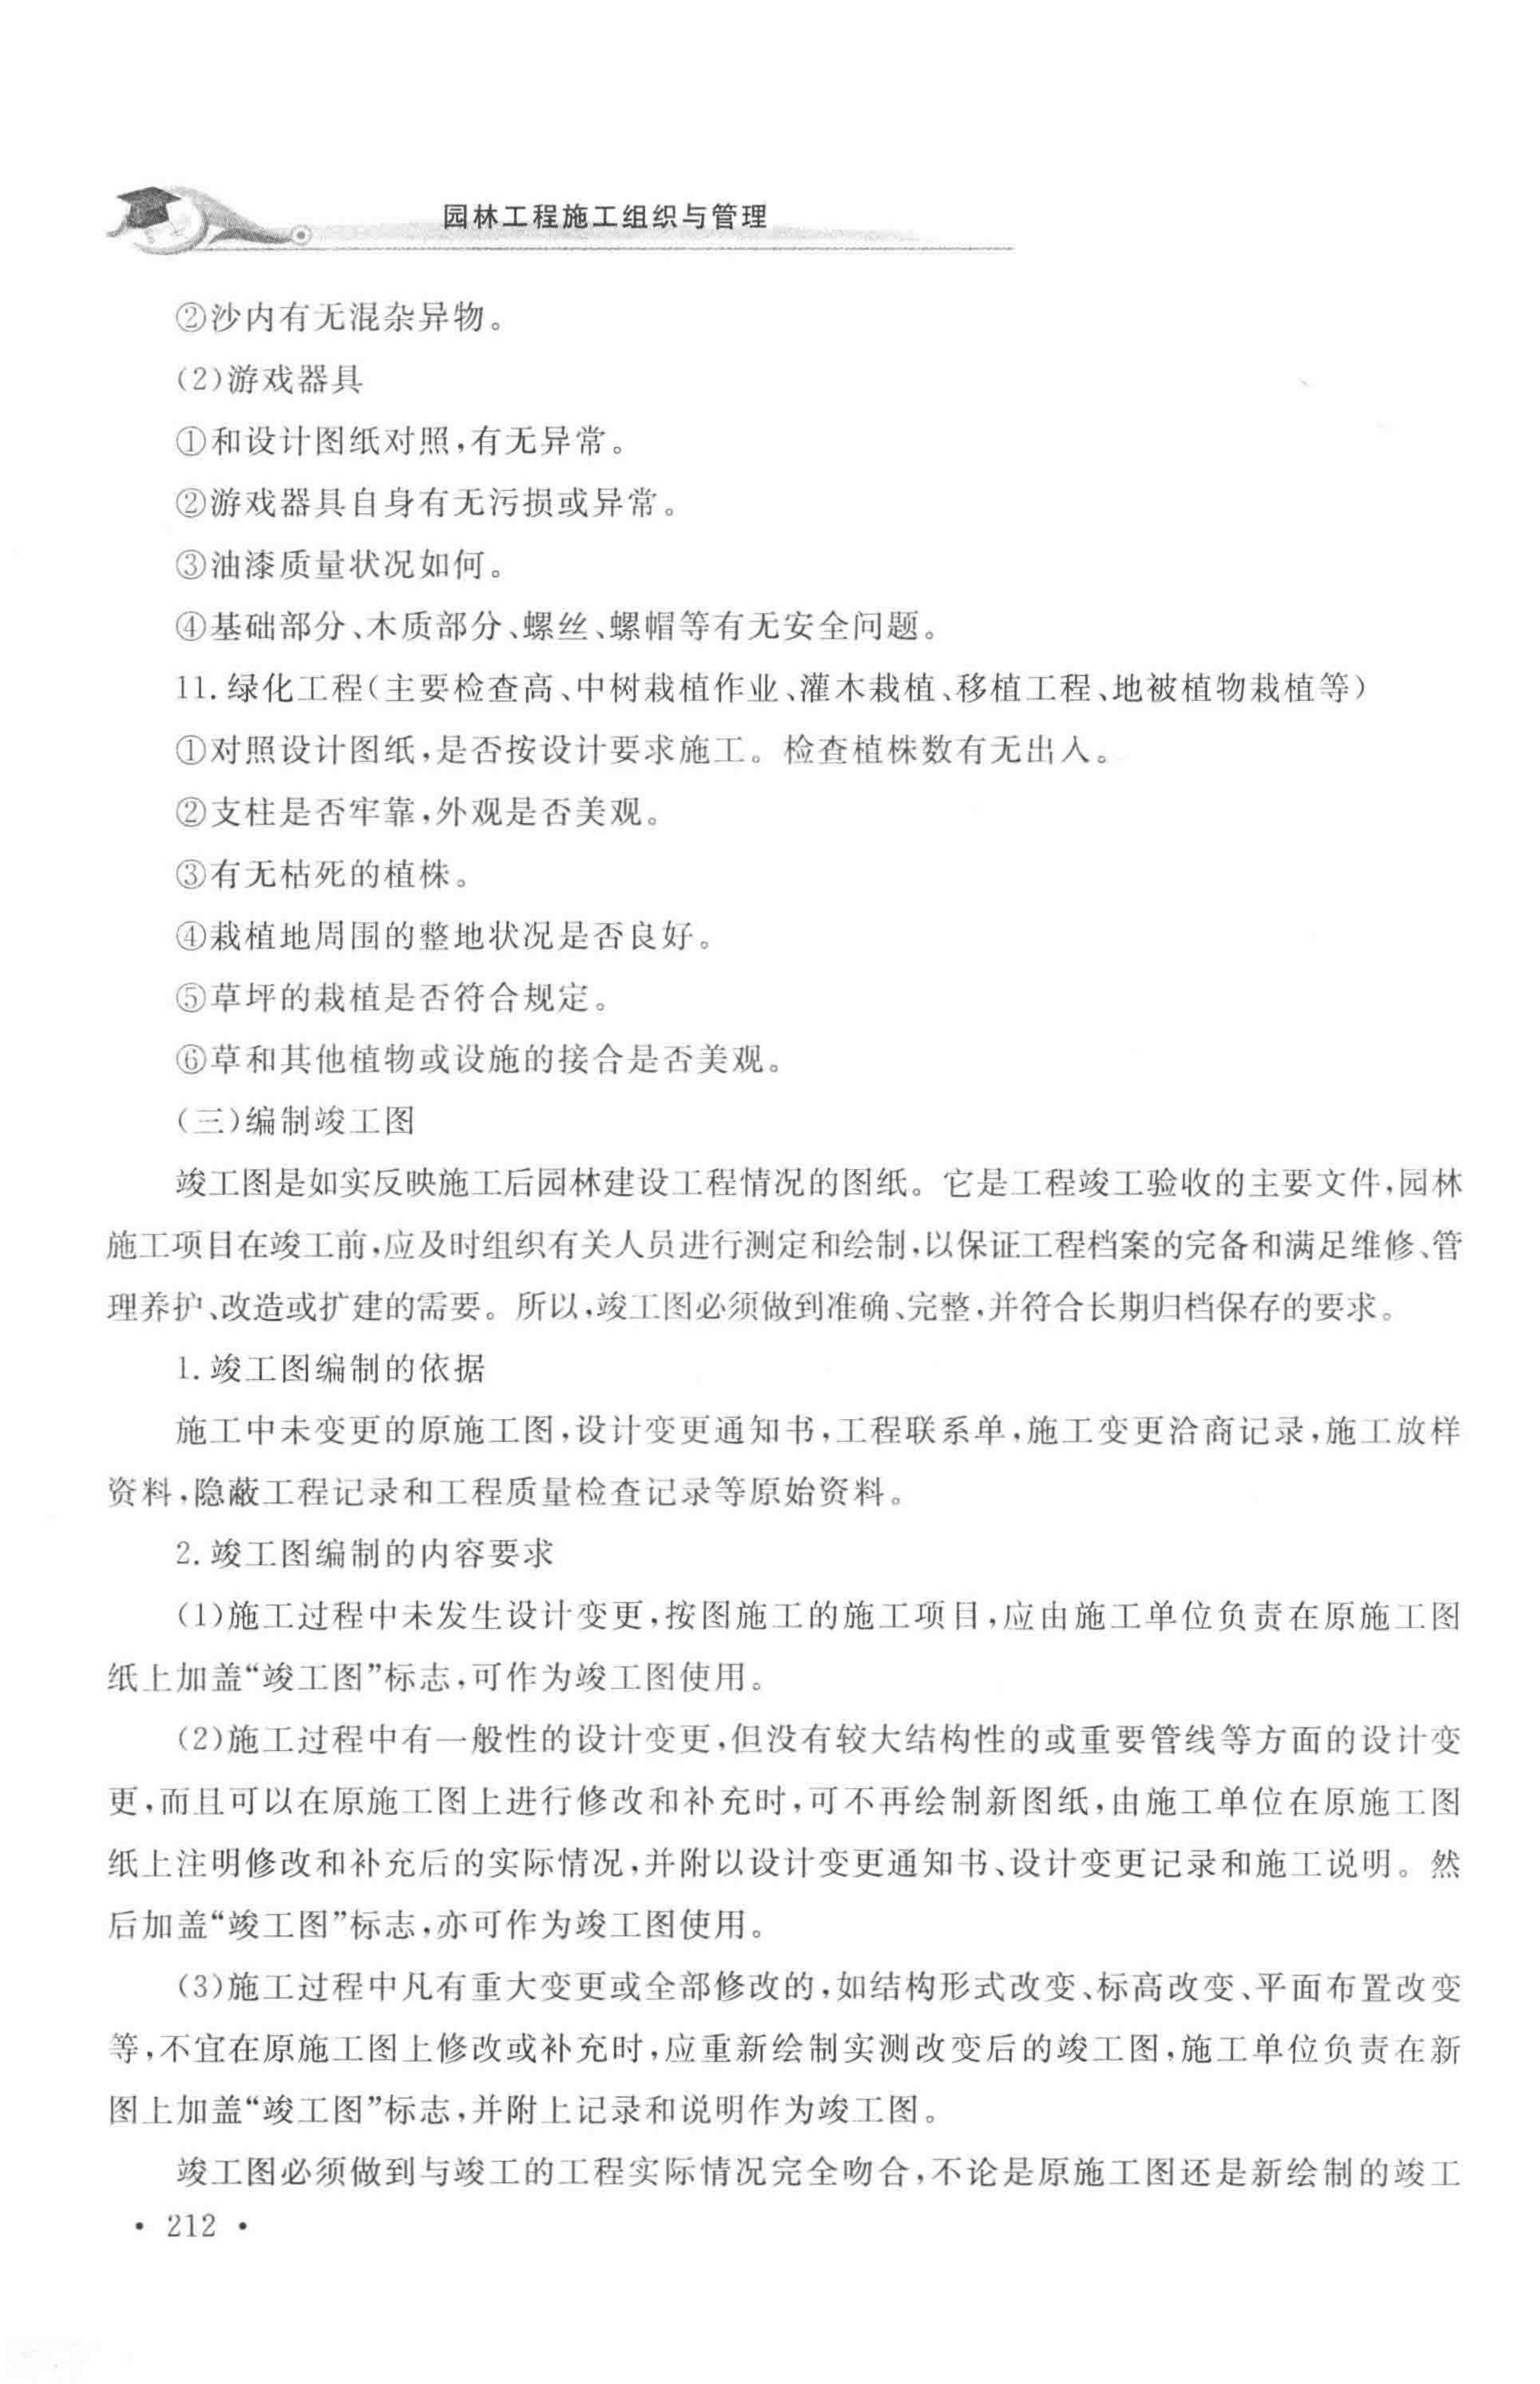 园林工程施工组织与管理
②沙内有无混杂异物。
(2)游戏器具
①和设计图纸对照,有无异常。
②游戏器具自身有无污损或异常。
③油漆质量状况如何。
④基础部分、木质部分、螺丝、螺帽等有无安全问题。
11.绿化工程(主要检查高、中树栽植作业、灌木栽植、移植工程、地被植物栽植等)
①对照设计图纸,是否按设计要求施工。检查植株数有无出入。
②支柱是否牢靠,外观是否美观。
③有无枯死的植株。
④栽植地周围的整地状况是否良好。
⑤草坪的栽植是否符合规定。
⑥草和其他植物或设施的接合是否美观。
(三)编制竣工图
竣工图是如实反映施工后园林建设工程情况的图纸。它是工程竣工验收的主要文件,园林
施工项目在竣工前,应及时组织有关人员进行测定和绘制,以保证工程档案的完备和满足维修、管
理养护、改造或扩建的需要。所以,竣工图必须做到准确、完整,并符合长期归档保存的要求。
1.竣工图编制的依据
施工中未变更的原施工图,设计变更通知书,工程联系单,施工变更洽商记录,施工放样
资料,隐蔽工程记录和工程质量检查记录等原始资料。
2.竣工图编制的内容要求
(1)施工过程中未发生设计变更,按图施工的施工项目,应由施工单位负责在原施工图
纸上加盖“竣工图”标志,可作为竣工图使用。
(2)施工过程中有一般性的设计变更,但没有较大结构性的或重要管线等方面的设计变
更,而且可以在原施工图上进行修改和补充时,可不再绘制新图纸,由施工单位在原施工图
纸上注明修改和补充后的实际情况,并附以设计变更通知书、设计变更记录和施工说明。然
后加盖“竣工图”标志,亦可作为竣工图使用。
(3)施工过程中凡有重大变更或全部修改的,如结构形式改变、标高改变、平面布置改变
等,不宜在原施工图上修改或补充时,应重新绘制实测改变后的竣工图,施工单位负责在新
图上加盖“竣工图”标志,并附上记录和说明作为竣工图。
竣工图必须做到与竣工的工程实际情况完全吻合,不论是原施工图还是新绘制的竣工
• 212 •